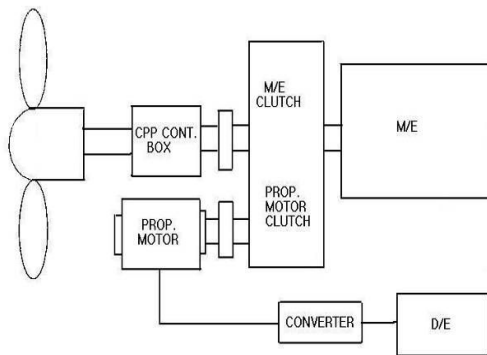 M/E
CLUTCH
CPP CONT.
BOX
M/E
PROP.
MOTOR
CLUTCH
PROP.
MOTOR
CONVERTER
D/E